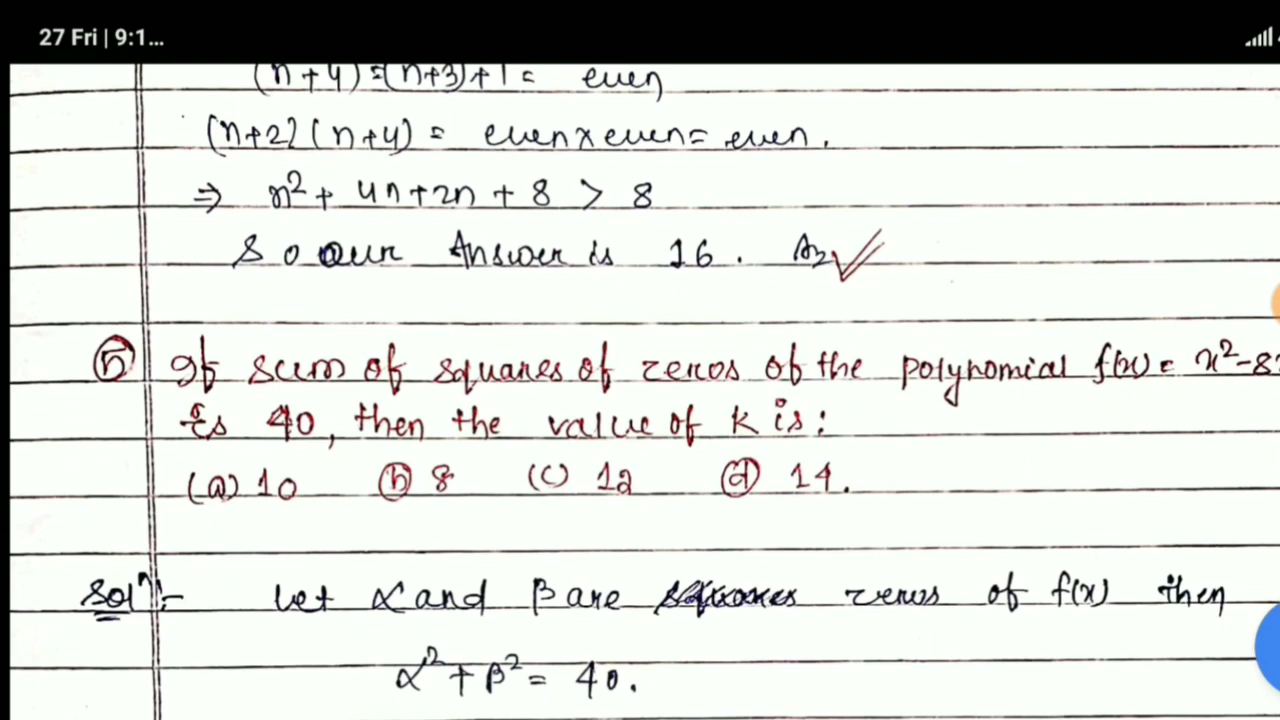 27 Fri | 9:1...
(n+4) = (n+3)+1 = even
(n+2)(n+4) = even × even = even.
⇒ n² + 4n + 2n + 8 > 8
So our Answer is 16. A₂
⑤ If sum of squares of zeros of the polynomial f(x) = x² - 8
is 40, then the value of k is:
(a) 10 (b) 8 (c) 12 (d) 14.
Solⁿ:- Let α and β are zeros of f(x) then
α² + β² = 40.